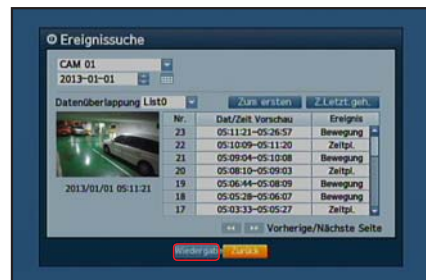 Ereignissuche
CAM 01
2013-01-01
Datenüberlappung List0 Zum ersten Z.Letzt.geh.
Nr. Dat/Zeit Vorschau Ereignis
23 05:11:21~05:26:57 Bewegung
22 05:10:09~05:11:20 Zeitpl.
21 05:09:04~05:10:08 Bewegung
20 05:08:10~05:09:03 Zeitpl.
19 05:06:44~05:08:09 Bewegung
18 05:05:28~05:06:07 Bewegung
17 05:03:33~05:05:27 Zeitpl.
2013/01/01 05:11:21
Vorherige/Nächste Seite
Wiedergabe Zurück